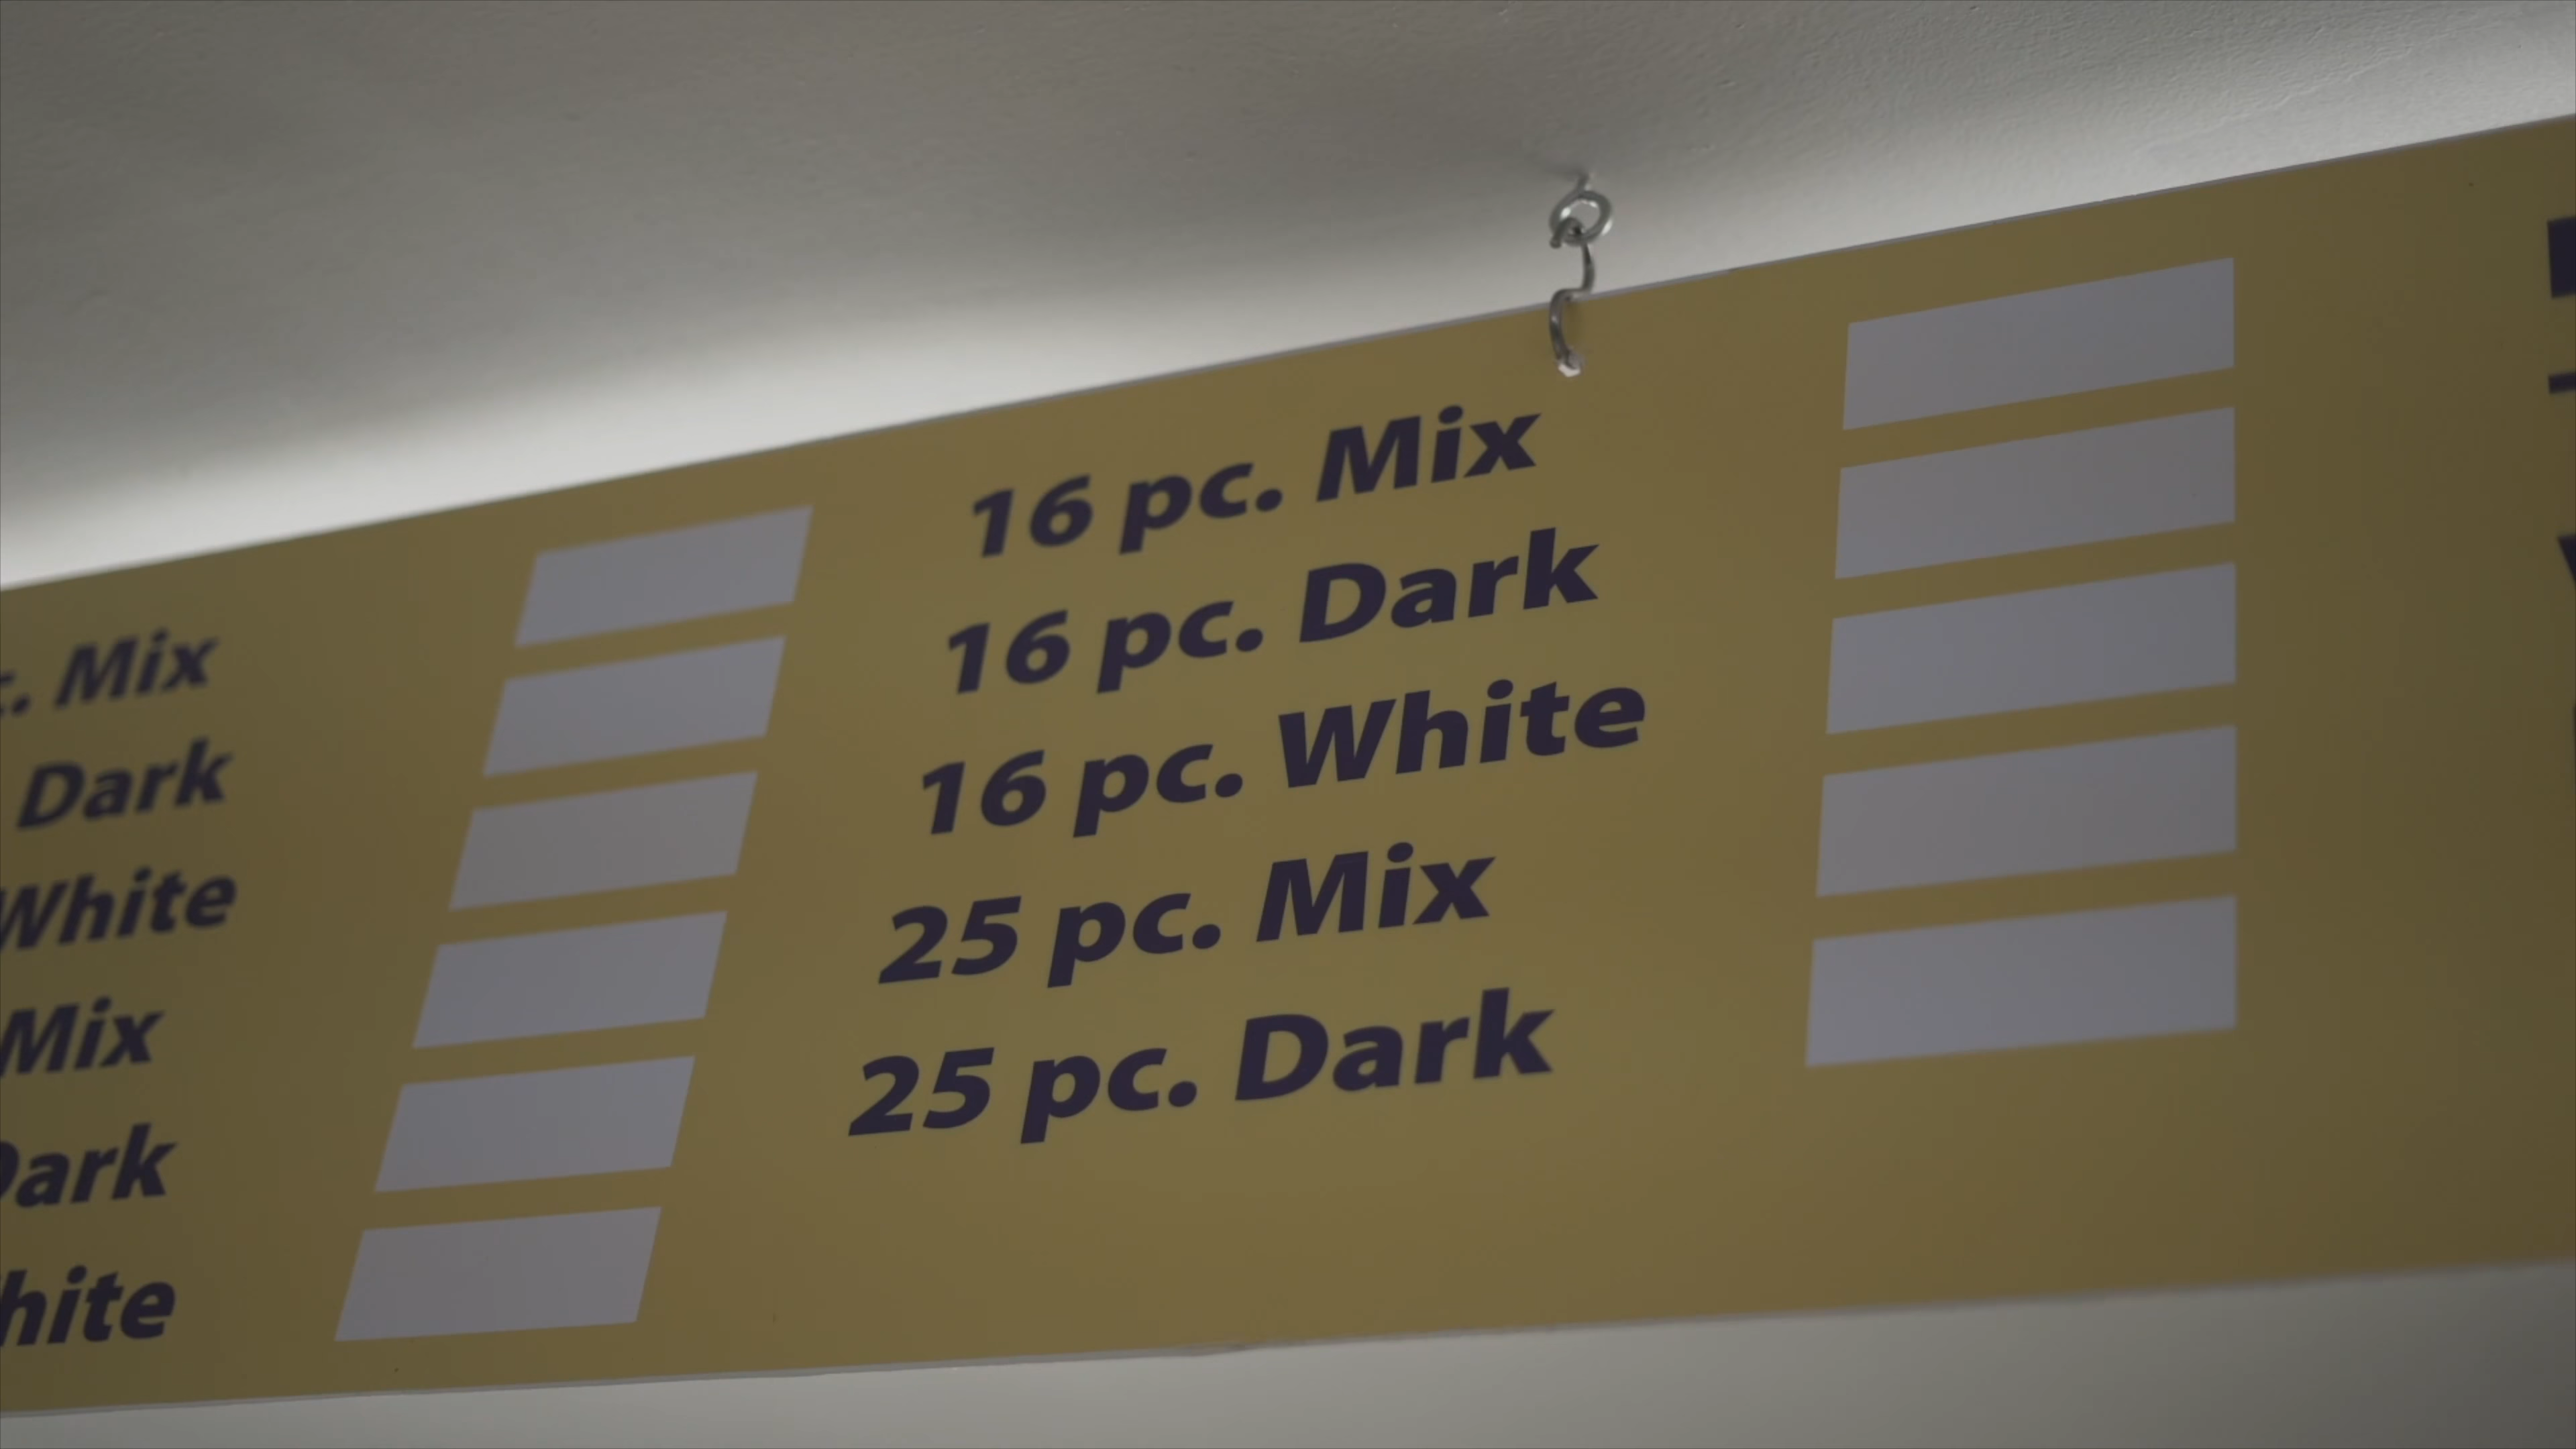 Mix
Dark
White
Mix
Dark
16 pc. Mix
16 pc. Dark
16 pc. White
25 pc. Mix
25 pc. Dark